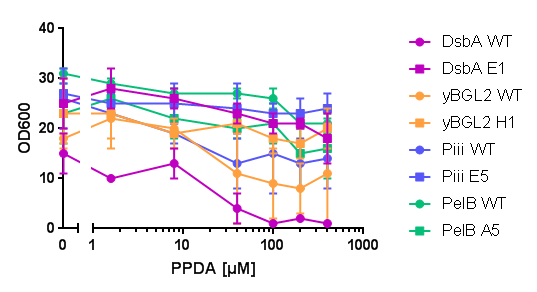 40
30
20
10
0
OD600
0 1 10 100 1000
PPDA [µM]
DsbA WT
DsbA E1
yBGL2 WT
yBGL2 H1
Piii WT
Piii E5
PelB WT
PelB A5